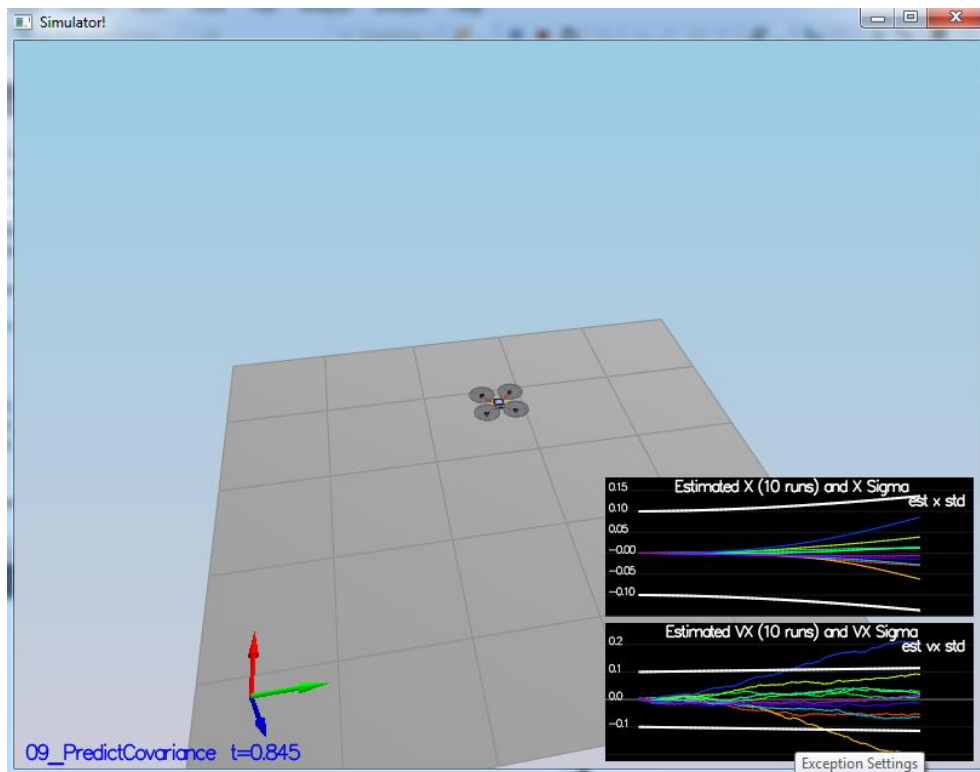 Simulator!
Estimated X (10 runs) and X Sigma
est x std
0.15
0.10
0.05
-0.00
-0.05
-0.10
Estimated VX (10 runs) and VX Sigma
est vx std
0.2
0.1
0.0
-0.1
09_PredictCovariance t=0.845
Exception Settings